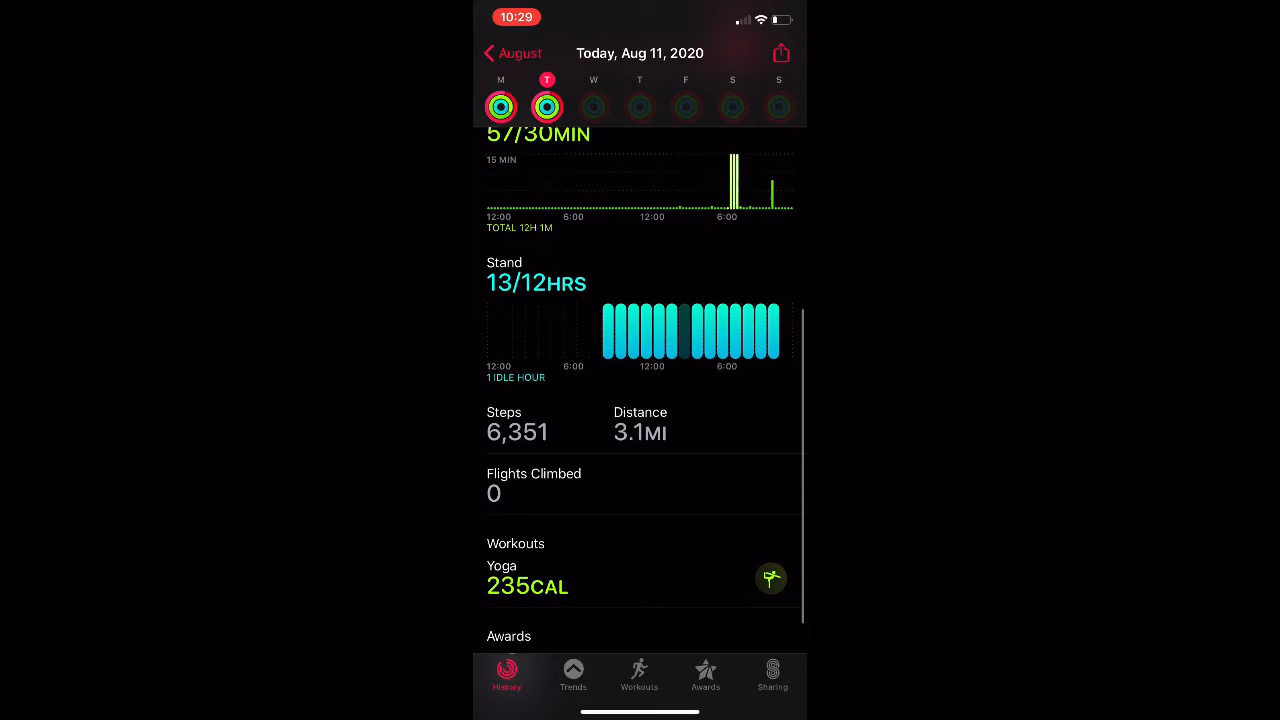 10:29
August
Today, Aug 11, 2020
M T W T F S S
57/30MIN
15 MIN
12:00 6:00 12:00 6:00
TOTAL 12H 1M
Stand
13/12HRS
12:00 6:00 12:00 6:00
1 IDLE HOUR
Steps Distance
6,351 3.1MI
Flights Climbed
0
Workouts
Yoga
235CAL
Awards
History Trends Workouts Awards Sharing